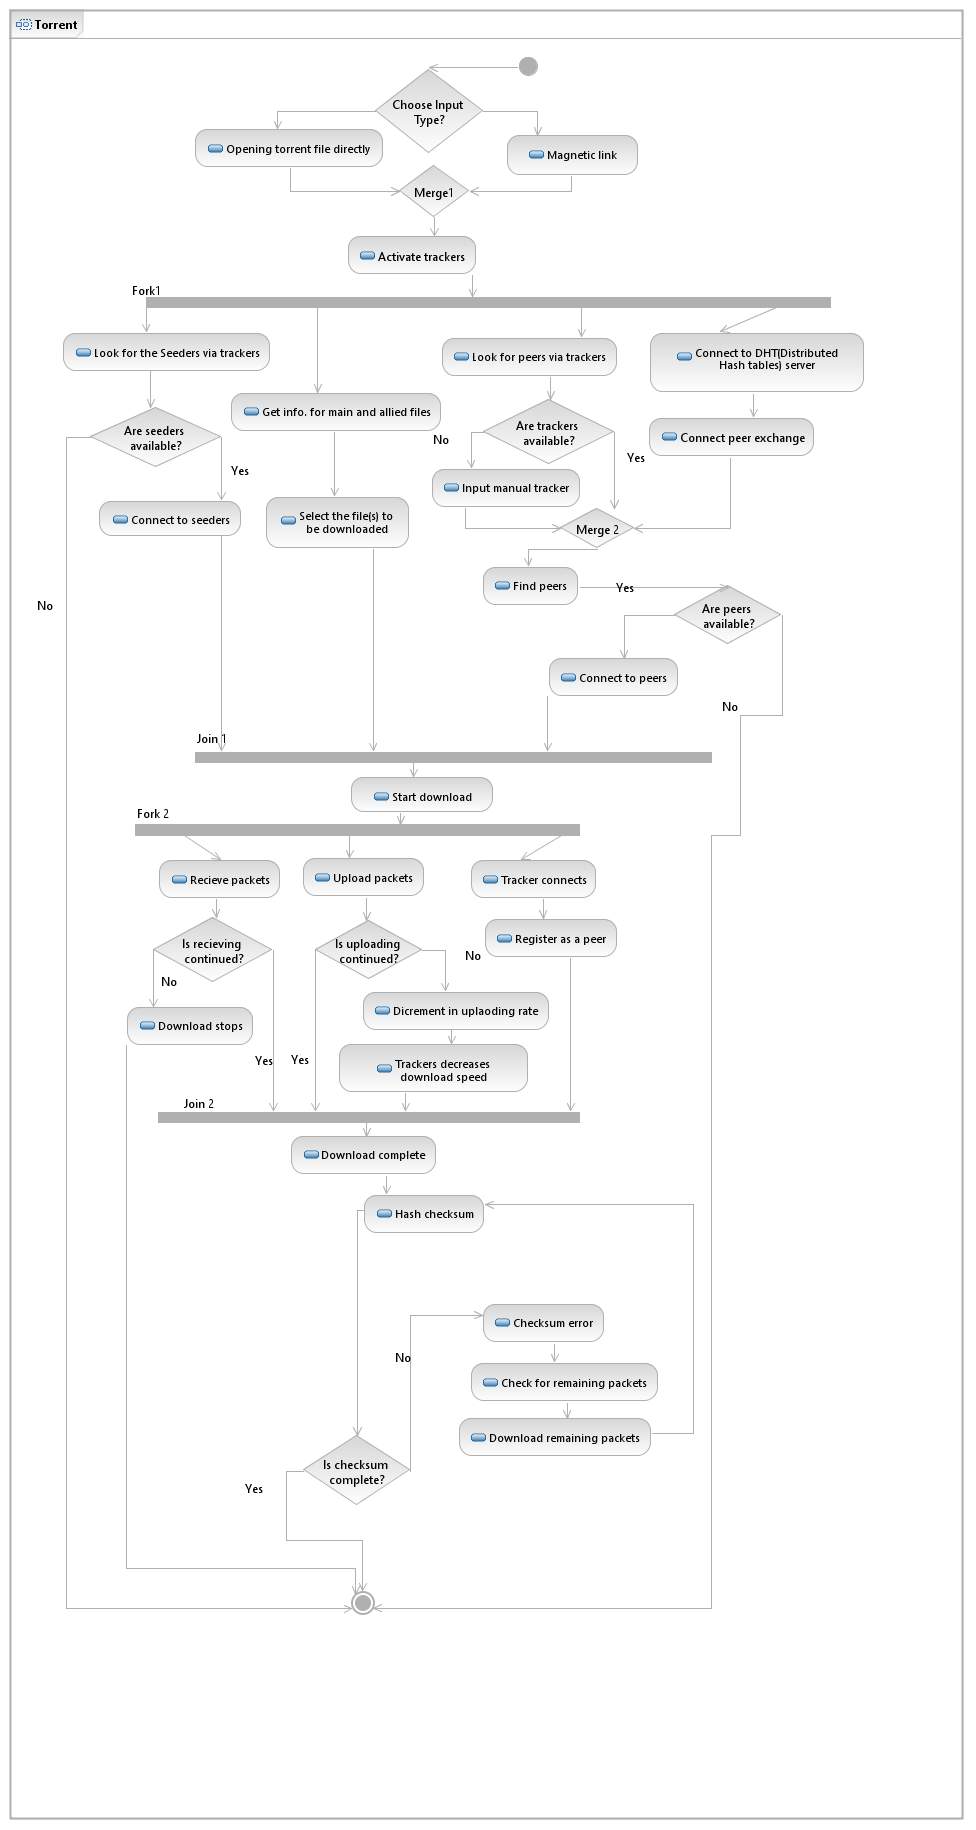 Torrent
Choose Input
Type?
Opening torrent file directly
Magnetic link
Merge1
Activate trackers
Fork1
Look for the Seeders via trackers
Look for peers via trackers
Connect to DHT(Distributed
Hash tables) server
Get info. for main and allied files
Are seeders
available?
Are trackers
available?
No
Yes
Connect peer exchange
Yes
Input manual tracker
Connect to seeders
Select the file(s) to
be downloaded
Merge 2
Find peers
Yes
No
Are peers
available?
Connect to peers
No
Join 1
Start download
Fork 2
Recieve packets
Upload packets
Tracker connects
Is recieving
continued?
Is uploading
continued?
No
Register as a peer
No
Download stops
Dicrement in uplaoding rate
Yes
Yes
Trackers decreases
download speed
Join 2
Download complete
Hash checksum
Checksum error
No
Check for remaining packets
Download remaining packets
Is checksum
complete?
Yes